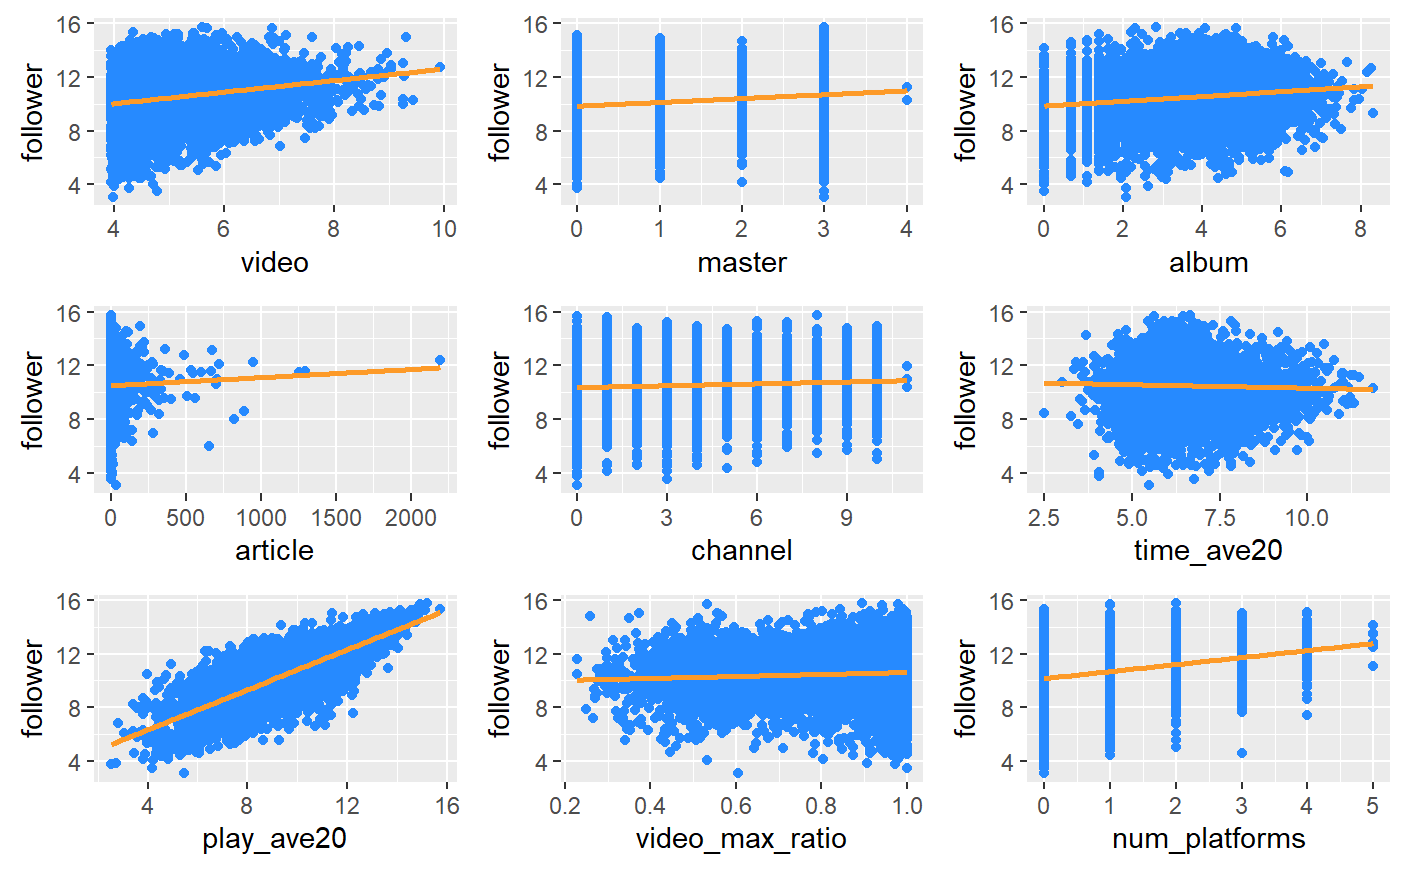 16
12
8
4
follower
4 6 8 10
video
16
12
8
4
follower
0 1 2 3 4
master
16
12
8
4
follower
0 2 4 6 8
album
16
12
8
4
follower
0 500 1000 1500 2000
article
16
12
8
4
follower
0 3 6 9
channel
16
12
8
4
follower
2.5 5.0 7.5 10.0
time_ave20
16
12
8
4
follower
4 8 12 16
play_ave20
16
12
8
4
follower
0.2 0.4 0.6 0.8 1.0
video_max_ratio
16
12
8
4
follower
0 1 2 3 4 5
num_platforms